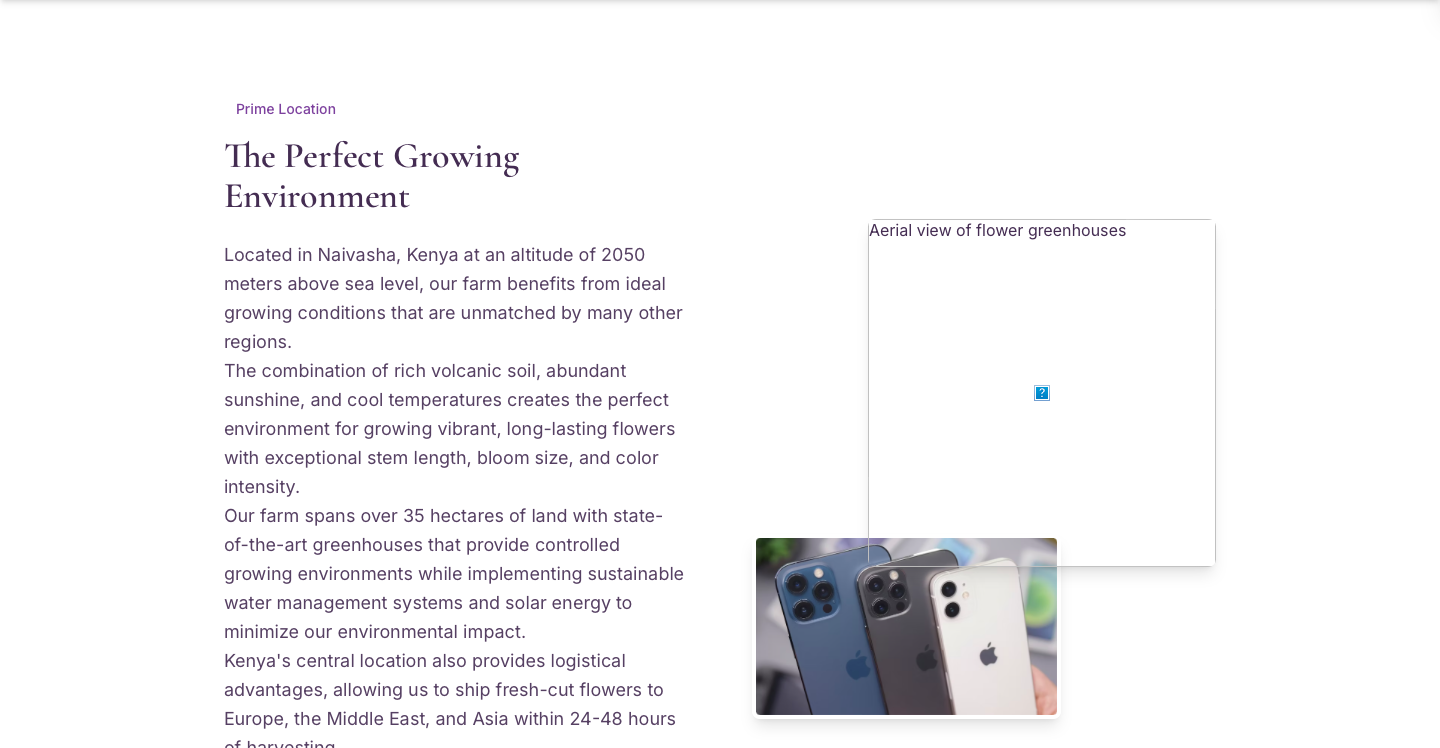 Prime Location
The Perfect Growing
Environment
Located in Naivasha, Kenya at an altitude of 2050
meters above sea level, our farm benefits from ideal
growing conditions that are unmatched by many other
regions.
The combination of rich volcanic soil, abundant
sunshine, and cool temperatures creates the perfect
environment for growing vibrant, long-lasting flowers
with exceptional stem length, bloom size, and color
intensity.
Our farm spans over 35 hectares of land with state-
of-the-art greenhouses that provide controlled
growing environments while implementing sustainable
water management systems and solar energy to
minimize our environmental impact.
Kenya's central location also provides logistical
advantages, allowing us to ship fresh-cut flowers to
Europe, the Middle East, and Asia within 24-48 hours
of harvesting.
Aerial view of flower greenhouses
?